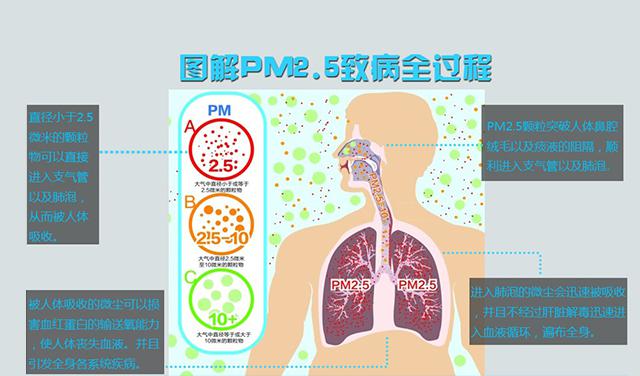 图解PM2.5致病全过程
直径小于2.5
微米的颗粒
物可以直接
进入支气管
以及肺泡，
从而被人体
吸收。
PM
A
2.5
大气中直径小于或等于
2.5微米的颗粒物
B
2.5~10
大气中直径2.5微米
至10微米的颗粒物
C
10+
大气中直径大于或大于
10微米的颗粒物
PM2.5~10
PM2.5
PM2.5
PM2.5颗粒突破人体鼻腔
绒毛以及痰液的阻隔，顺
利进入支气管以及肺泡.
进入肺泡的微尘会迅速被吸收
，并且不经过肝脏解毒迅速进
入血液循环，遍布全身。
被人体吸收的微尘可以损
害血红蛋白的输送氧能力
，使人体丧失血液。并且
引发全身各系统疾病。